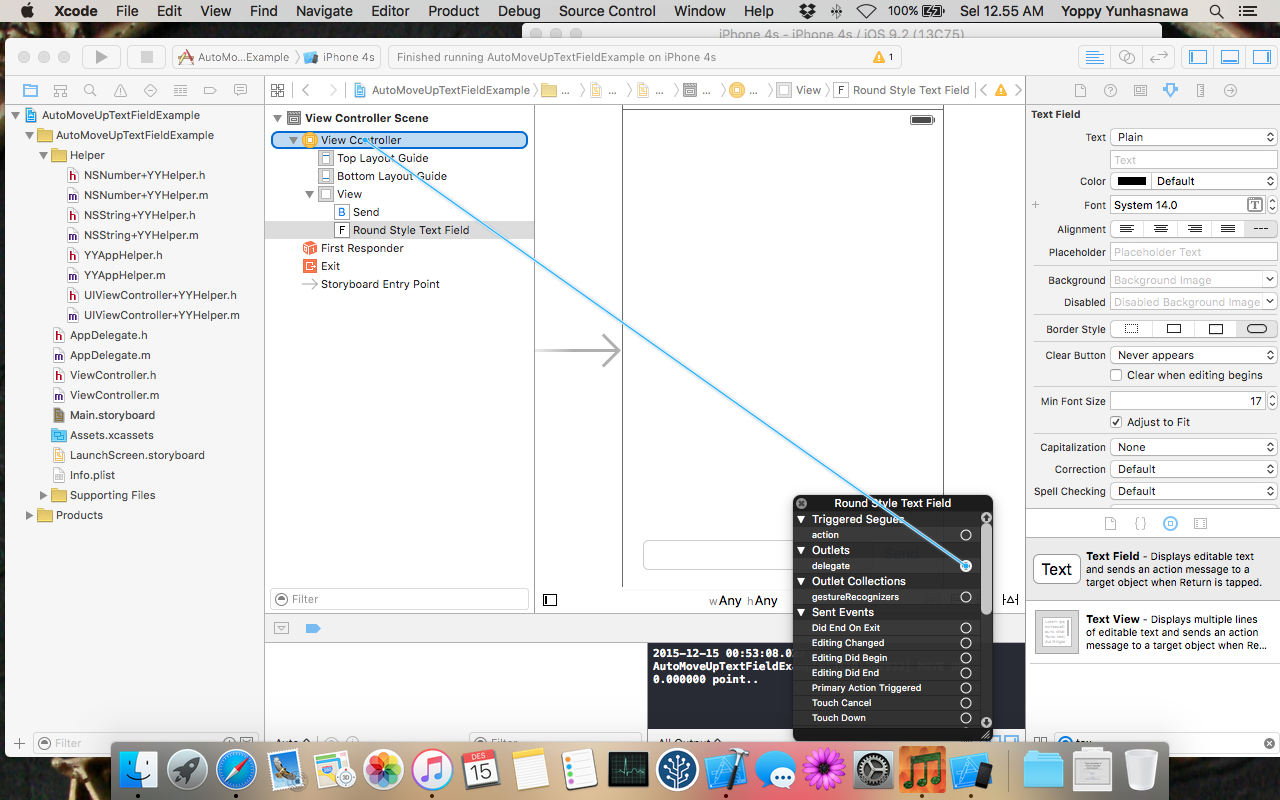 Xcode File Edit View Find Navigate Editor Product Debug Source Control Window Help 100% Sel 12.55 AM Yoppy Yunhasnawa
iPhone 4s - iPhone 4s / iOS 9.2 (13C75)
AutoMo...Example iPhone 4s Finished running AutoMoveUpTextFieldExample on iPhone 4s 1
AutoMoveUpTextFieldExample ... ... ... ... ... View F Round Style Text Field
AutoMoveUpTextFieldExample
AutoMoveUpTextFieldExample
Helper
h NSNumber+YYHelper.h
m NSNumber+YYHelper.m
h NSString+YYHelper.h
m NSString+YYHelper.m
h YYAppHelper.h
m YYAppHelper.m
h UIViewController+YYHelper.h
m UIViewController+YYHelper.m
h AppDelegate.h
m AppDelegate.m
h ViewController.h
m ViewController.m
Main.storyboard
Assets.xcassets
LaunchScreen.storyboard
Info.plist
Supporting Files
Products
Filter
View Controller Scene
View Controller
Top Layout Guide
Bottom Layout Guide
View
B Send
F Round Style Text Field
First Responder
Exit
Storyboard Entry Point
Filter
wAny hAny
Round Style Text Field
Triggered Segues
action
Outlets
delegate
Outlet Collections
gestureRecognizers
Sent Events
Did End On Exit
Editing Changed
Editing Did Begin
Editing Did End
Primary Action Triggered
Touch Cancel
Touch Down
2015-12-15 00:53:08.0
AutoMoveUpTextFieldExa
0.000000 point..
Auto
Filter
All Output
Text Field
Text Plain
Text
Color Default
Font System 14.0 T
Alignment
Placeholder Placeholder Text
Background Background Image
Disabled Disabled Background Image
Border Style
Clear Button Never appears
Clear when editing begins
Min Font Size 17
Adjust to Fit
Capitalization None
Correction Default
Spell Checking Default
Text
Text Field - Displays editable text
and sends an action message to a
target object when Return is tapped.
Text View - Displays multiple lines
of editable text and sends an action
message to a target object when Re...
DES
15